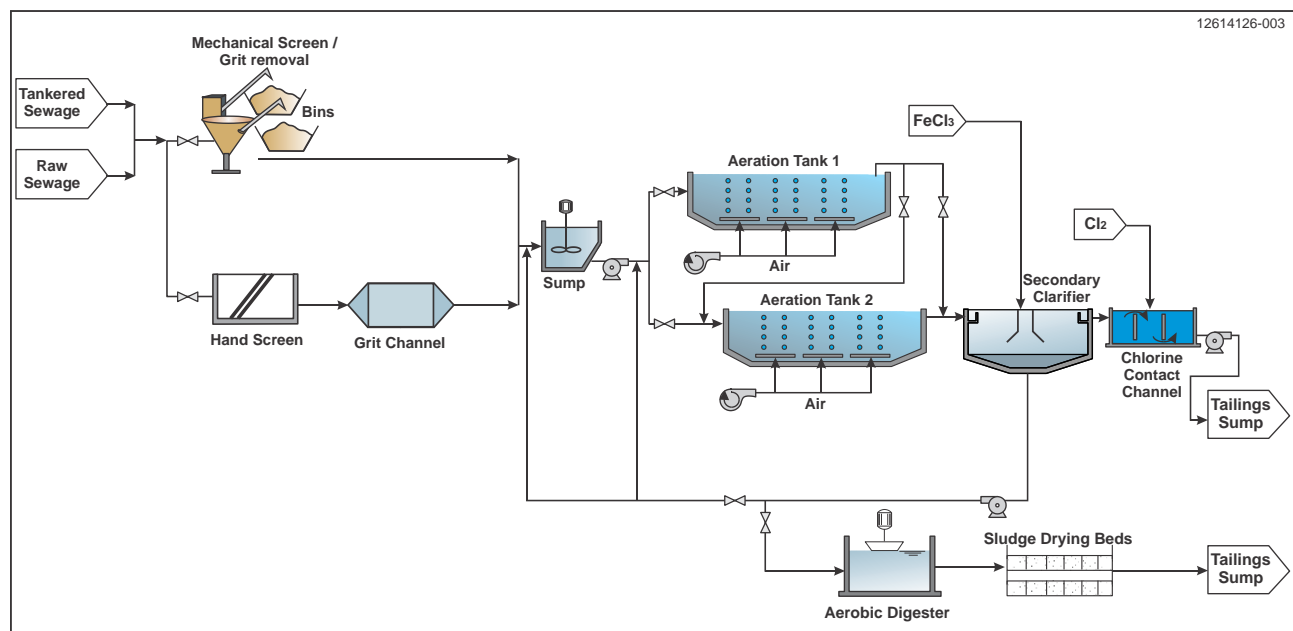 12614126-003
Mechanical Screen /
Grit removal
Tankered
Sewage
Bins
Raw
Sewage
FeCl3
Aeration Tank 1
Cl2
Air
Sump
Secondary
Clarifier
Aeration Tank 2
Hand Screen
Grit Channel
Chlorine
Contact
Channel
Air
Tailings
Sump
Sludge Drying Beds
Tailings
Sump
Aerobic Digester